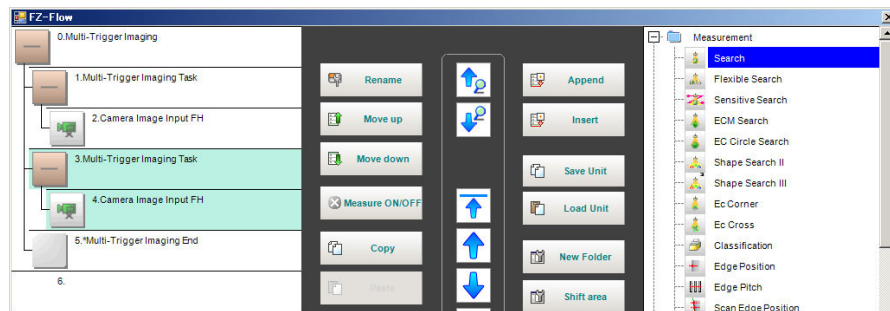 FZ-Flow
0.Multi-Trigger Imaging
1.Multi-Trigger Imaging Task
2.Camera Image Input FH
3.Multi-Trigger Imaging Task
4.Camera Image Input FH
5.*Multi-Trigger Imaging End
6.
Rename
Move up
Move down
Measure ON/OFF
Copy
Paste
Append
Insert
Save Unit
Load Unit
New Folder
Shift area
Measurement
Search
Flexible Search
Sensitive Search
ECM Search
EC Circle Search
Shape Search II
Shape Search III
Ec Corner
Ec Cross
Classification
Edge Position
Edge Pitch
Scan Edge Position